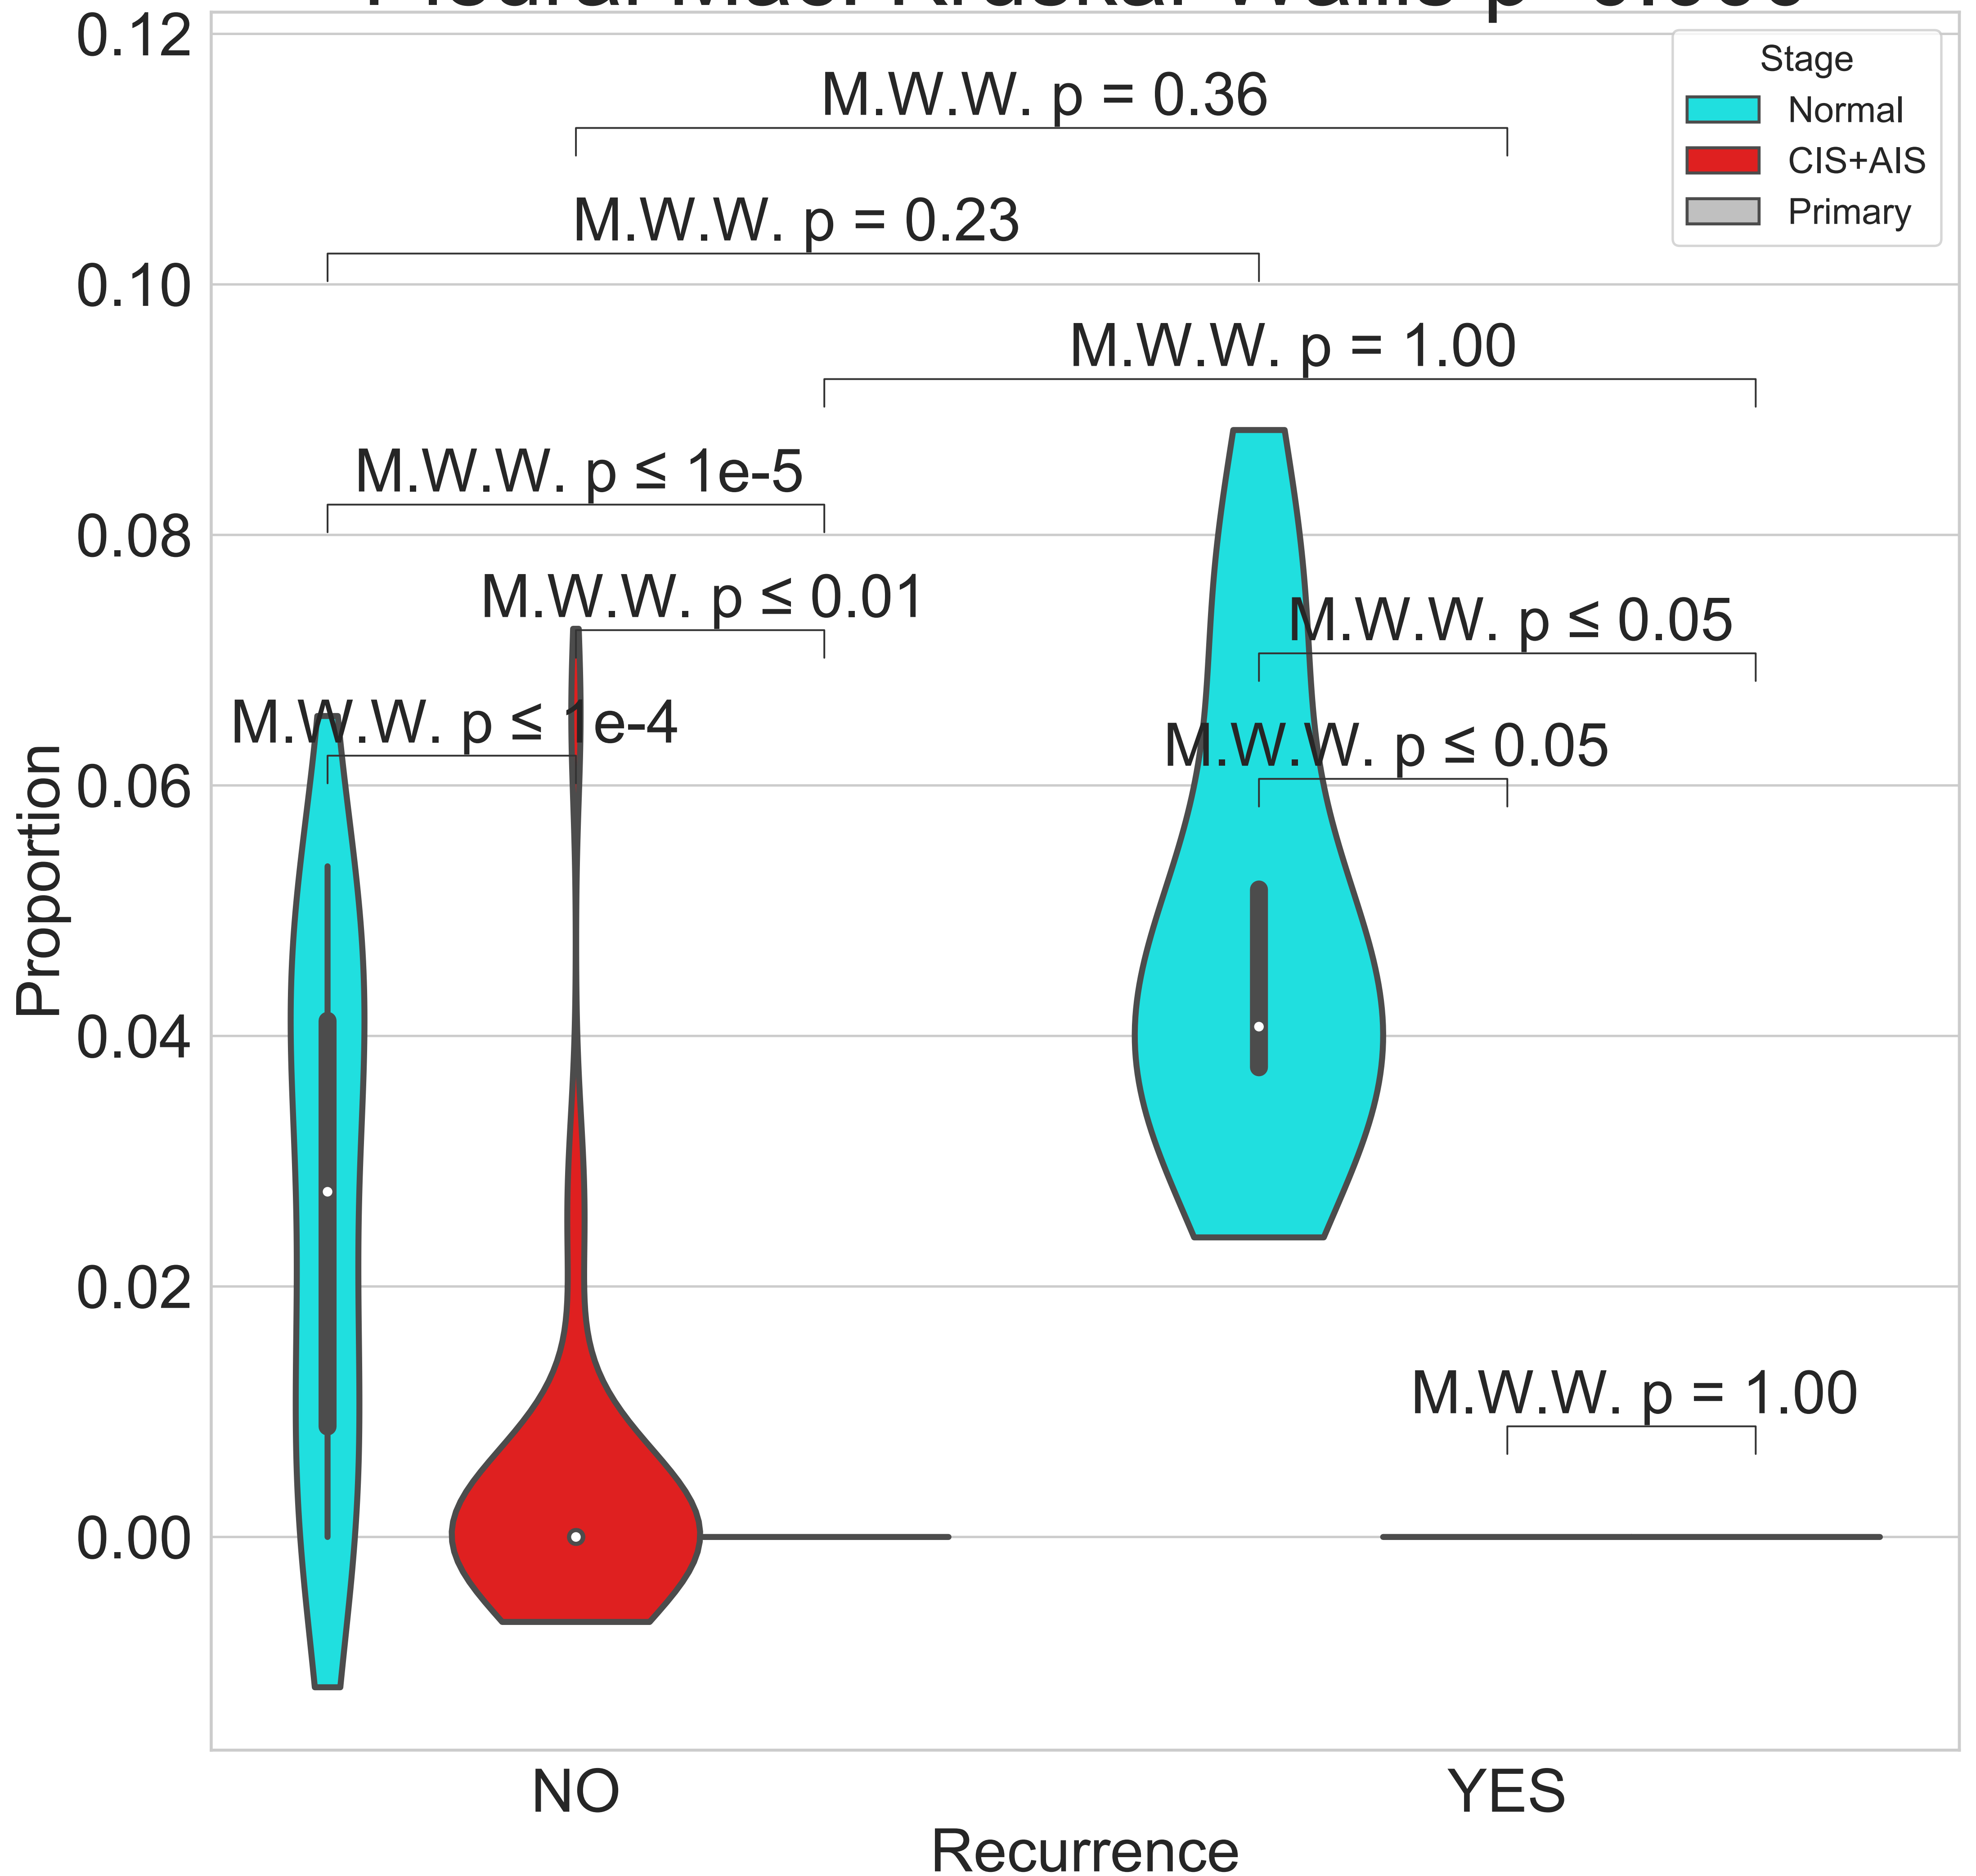 0.12
M.W.W. p = 0.36
Stage
Normal
CIS+AIS
Primary
M.W.W. p = 0.23
0.10
M.W.W. p = 1.00
M.W.W. p ≤ 1e-5
0.08
M.W.W. p ≤ 0.01
M.W.W. p ≤ 0.05
M.W.W. p ≤ 1e-4
M.W.W. p ≤ 0.05
0.06
Proportion
0.04
0.02
M.W.W. p = 1.00
0.00
NO
YES
Recurrence